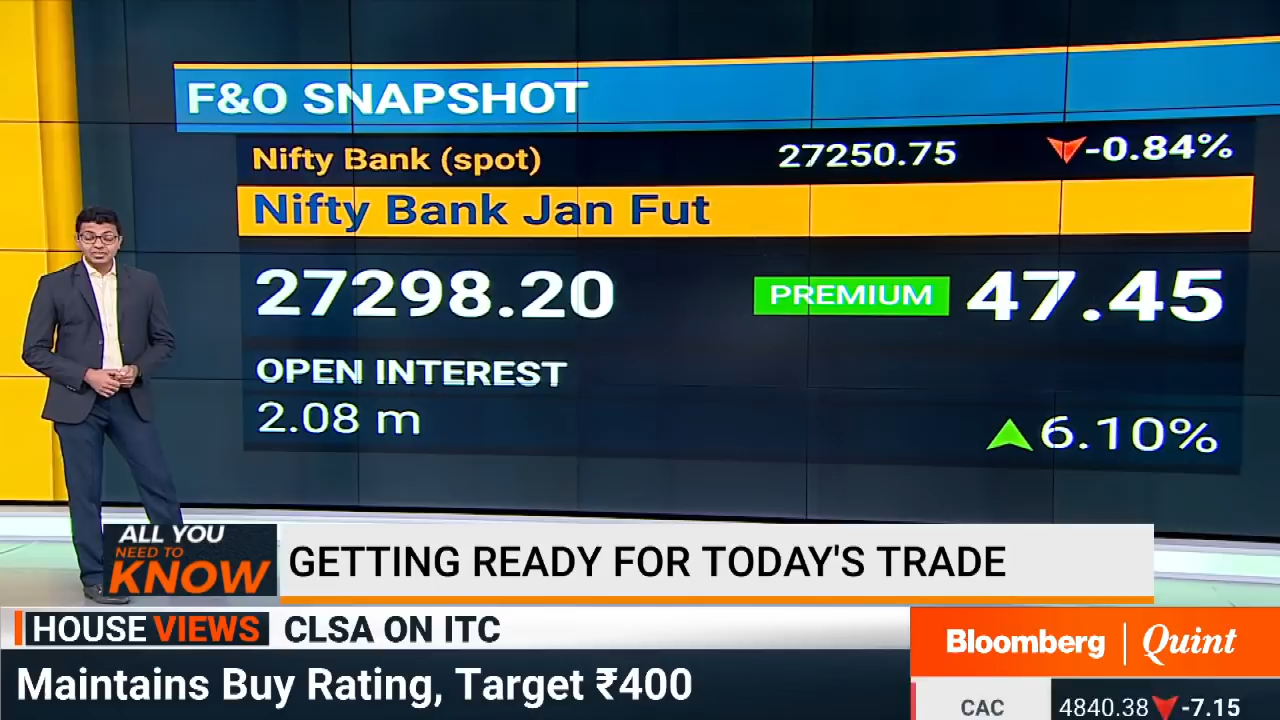 F&O SNAPSHOT
Nifty Bank (spot) 27250.75 ▼-0.84%
Nifty Bank Jan Fut
27298.20 PREMIUM 47.45
OPEN INTEREST
2.08 m ▲6.10%
ALL YOU
NEED TO
KNOW
GETTING READY FOR TODAY'S TRADE
HOUSE VIEWS CLSA ON ITC
Maintains Buy Rating, Target ₹400
Bloomberg | Quint
CAC 4840.38 ▼-7.15